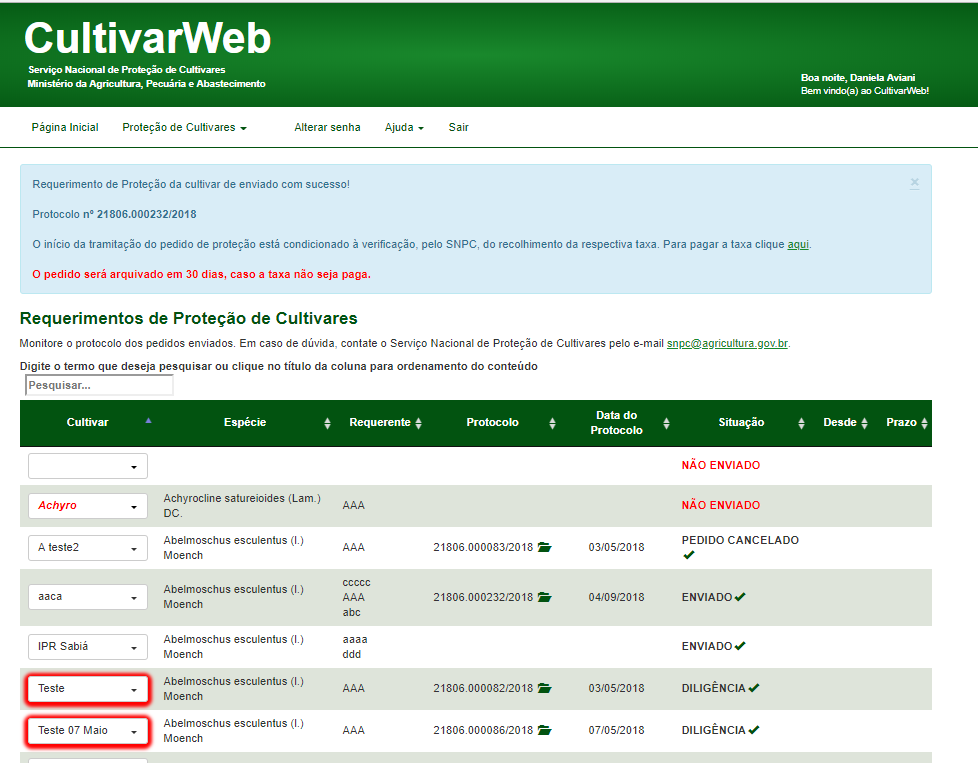 CultivarWeb
Serviço Nacional de Proteção de Cultivares
Ministério da Agricultura, Pecuária e Abastecimento
Boa noite, Daniela Aviani
Bem vindo(a) ao CultivarWeb!
Página Inicial Proteção de Cultivares Alterar senha Ajuda Sair
Requerimento de Proteção da cultivar de enviado com sucesso!
×
Protocolo nº 21806.000232/2018
O início da tramitação do pedido de proteção está condicionado à verificação, pelo SNPC, do recolhimento da respectiva taxa. Para pagar a taxa clique aqui.
O pedido será arquivado em 30 dias, caso a taxa não seja paga.
Requerimentos de Proteção de Cultivares
Monitore o protocolo dos pedidos enviados. Em caso de dúvida, contate o Serviço Nacional de Proteção de Cultivares pelo e-mail snpc@agricultura.gov.br.
Digite o termo que deseja pesquisar ou clique no título da coluna para ordenamento do conteúdo
Pesquisar...
Cultivar Espécie Requerente Protocolo Data do Protocolo Situação Desde Prazo
NÃO ENVIADO
Achyro Achyrocline satureioides (Lam.) DC. AAA NÃO ENVIADO
A teste2 Abelmoschus esculentus (l.) Moench AAA 21806.000083/2018 03/05/2018 PEDIDO CANCELADO
aaca Abelmoschus esculentus (l.) Moench ccccc AAA abc 21806.000232/2018 04/09/2018 ENVIADO
IPR Sabiá Abelmoschus esculentus (l.) Moench aaaa ddd ENVIADO
Teste Abelmoschus esculentus (l.) Moench AAA 21806.000082/2018 03/05/2018 DILIGÊNCIA
Teste 07 Maio Abelmoschus esculentus (l.) Moench AAA 21806.000086/2018 07/05/2018 DILIGÊNCIA